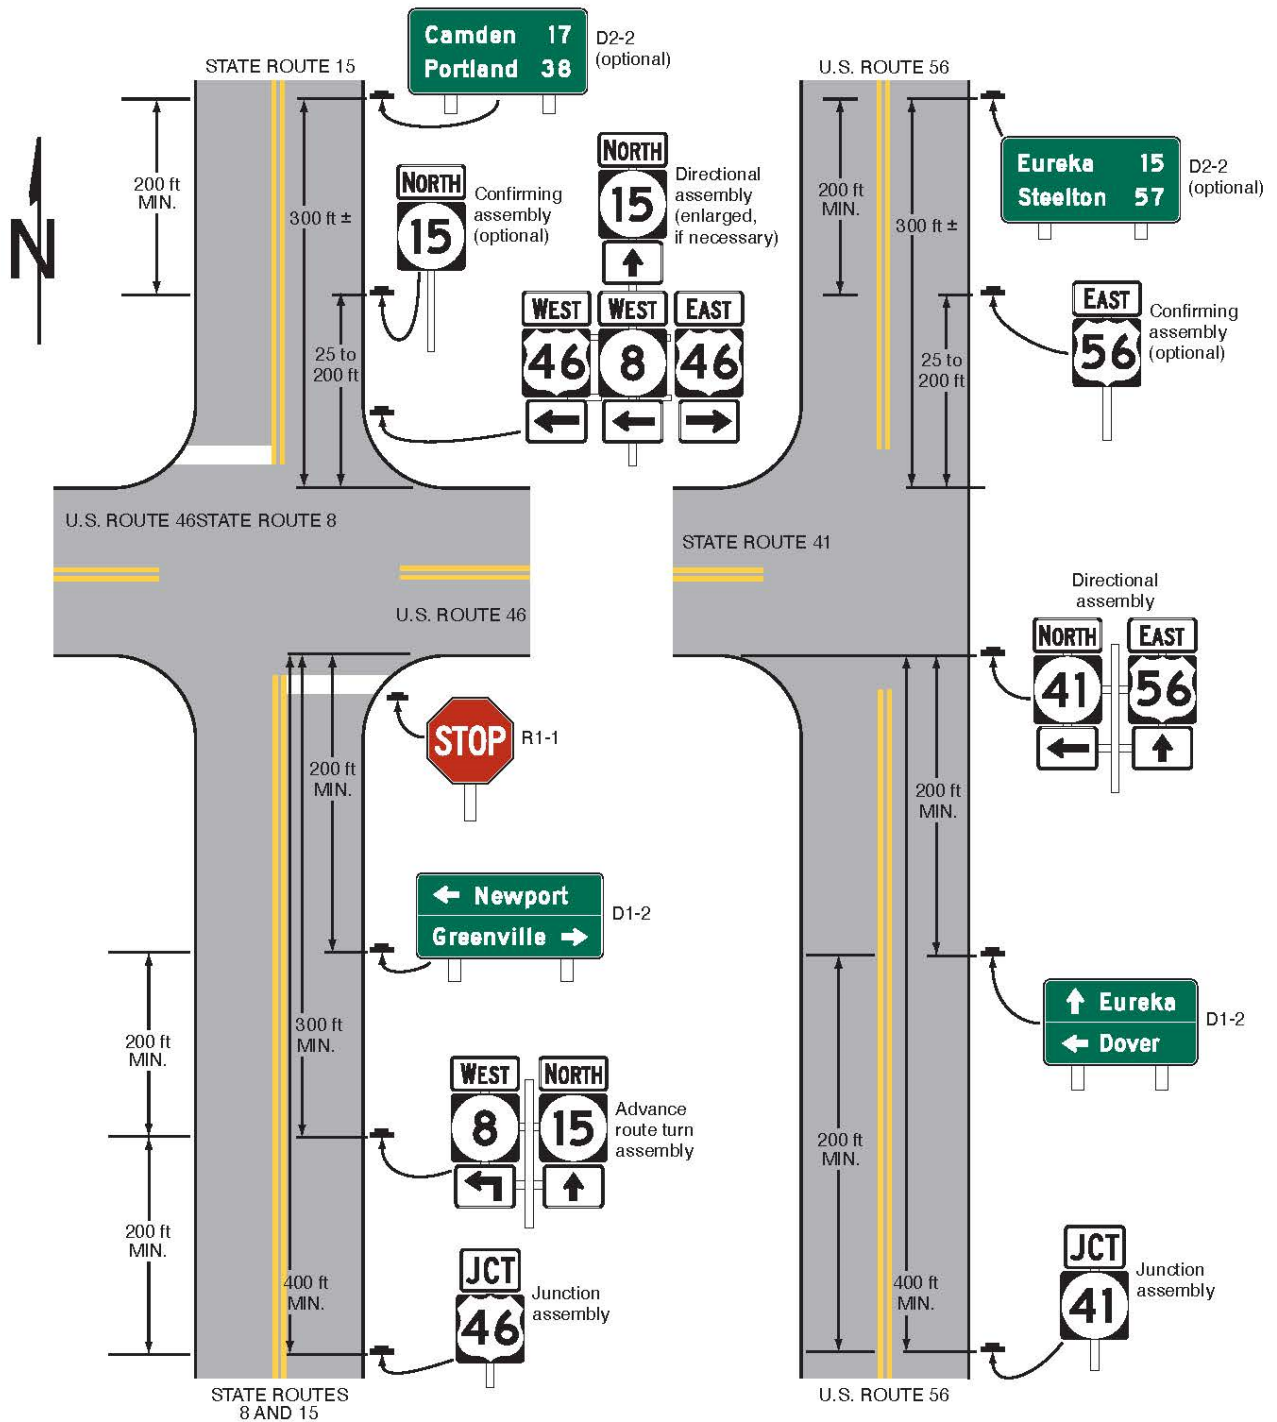 Camden 17
Portland 38
D2-2
(optional)
STATE ROUTE 15
200 ft
MIN.
300 ft ±
N
NORTH
15
Confirming
assembly
(optional)
NORTH
15
Directional
assembly
(enlarged,
if necessary)
WEST WEST EAST
46 8 46
25 to
200 ft
U.S. ROUTE 46STATE ROUTE 8
U.S. ROUTE 46
STOP
R1-1
200 ft
MIN.
Newport
Greenville
D1-2
200 ft
MIN.
300 ft
MIN.
WEST NORTH
8 15
Advance
route turn
assembly
200 ft
MIN.
400 ft
MIN.
JCT
46
Junction
assembly
STATE ROUTES
8 AND 15
U.S. ROUTE 56
200 ft
MIN.
300 ft ±
Eureka 15
Steelton 57
D2-2
(optional)
EAST
56
Confirming
assembly
(optional)
25 to
200 ft
STATE ROUTE 41
Directional
assembly
NORTH EAST
41 56
200 ft
MIN.
Eureka
Dover
D1-2
200 ft
MIN.
400 ft
MIN.
JCT
41
Junction
assembly
U.S. ROUTE 56